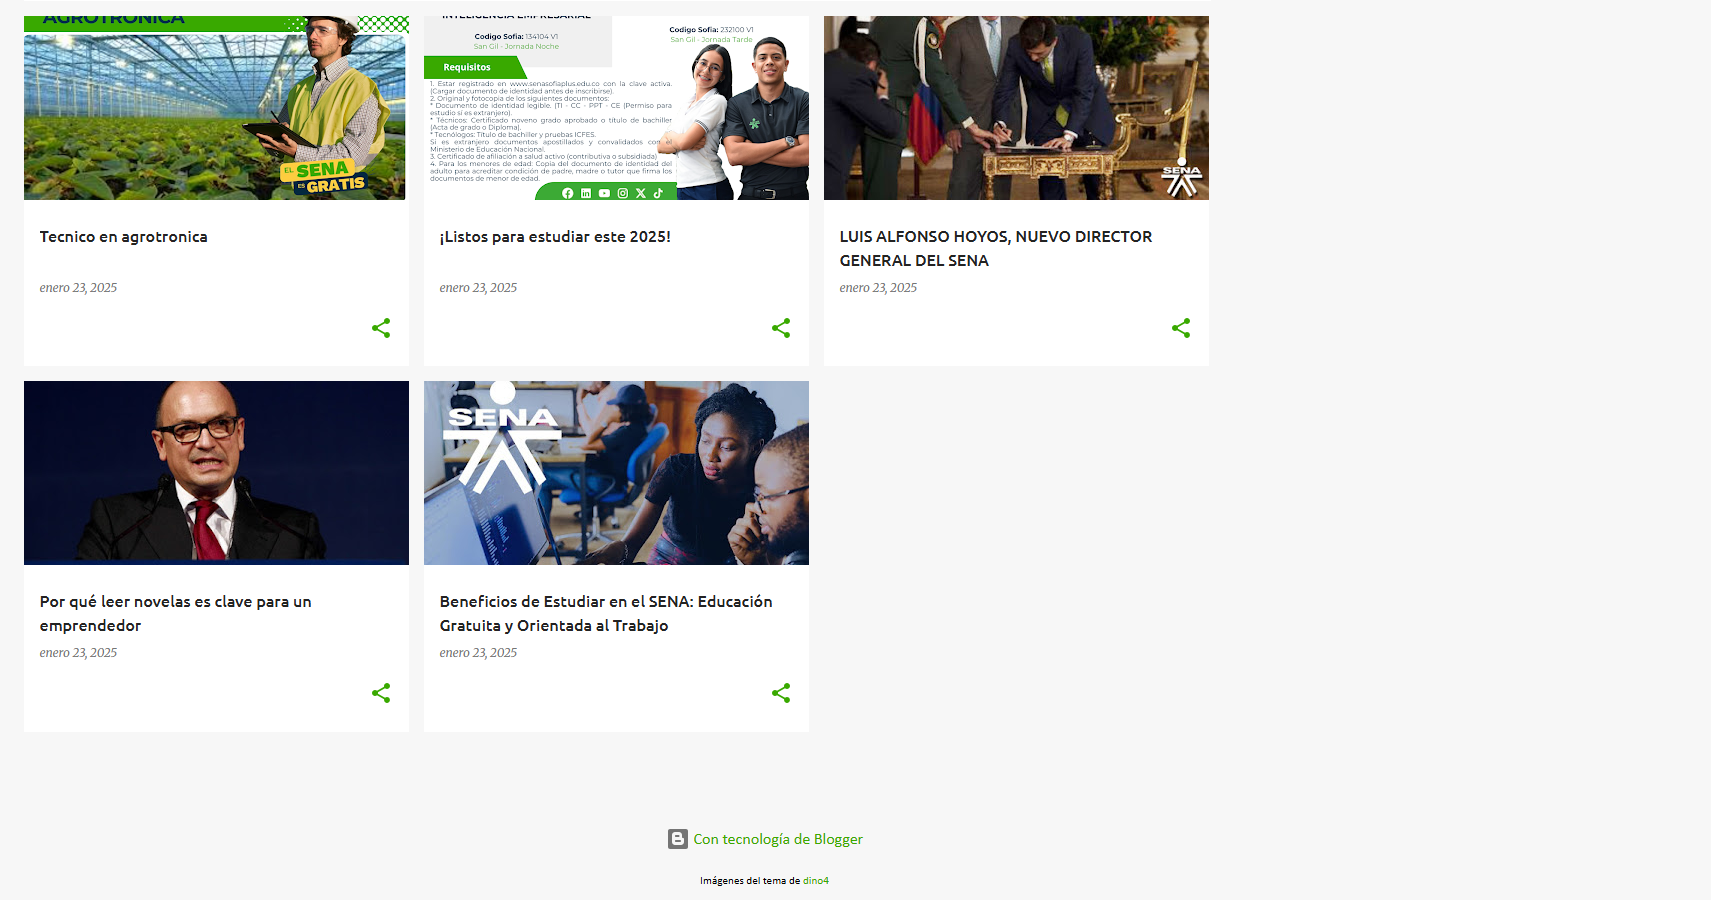 AGROTRONICA
EL SENA
ES GRATIS
Tecnico en agrotronica
enero 23, 2025
INTELIGENCIA EMPRESARIAL
Codigo Sofia: 134104 V1
San Gil - Jornada Noche
Codigo Sofia: 232100 V1
San Gil - Jornada Tarde
Requisitos
1. Estar registrado en www.senasofiaplus.edu.co con la clave activa.
(Cargar documento de identidad antes de inscribirse).
2. Original y fotocopia de los siguientes documentos:
* Documento de identidad legible. (TI - CC - PPT - CE (Permiso para
estudio si es extranjero).
* Técnicos: Certificado noveno grado aprobado o título de bachiller
(Acta de grado o Diploma).
* Tecnólogos: Título de bachiller y pruebas ICFES.
Si es extranjero documentos apostillados y convalidados con el
Ministerio de Educación Nacional.
3. Certificado de afiliación a salud activo (contributiva o subsidiada)
4. Para los menores de edad: Copia del documento de identidad del
adulto para acreditar condición de padre, madre o tutor que firma los
documentos de menor de edad.
¡Listos para estudiar este 2025!
enero 23, 2025
SENA
LUIS ALFONSO HOYOS, NUEVO DIRECTOR
GENERAL DEL SENA
enero 23, 2025
Por qué leer novelas es clave para un
emprendedor
enero 23, 2025
SENA
Beneficios de Estudiar en el SENA: Educación
Gratuita y Orientada al Trabajo
enero 23, 2025
Con tecnología de Blogger
Imágenes del tema de dino4